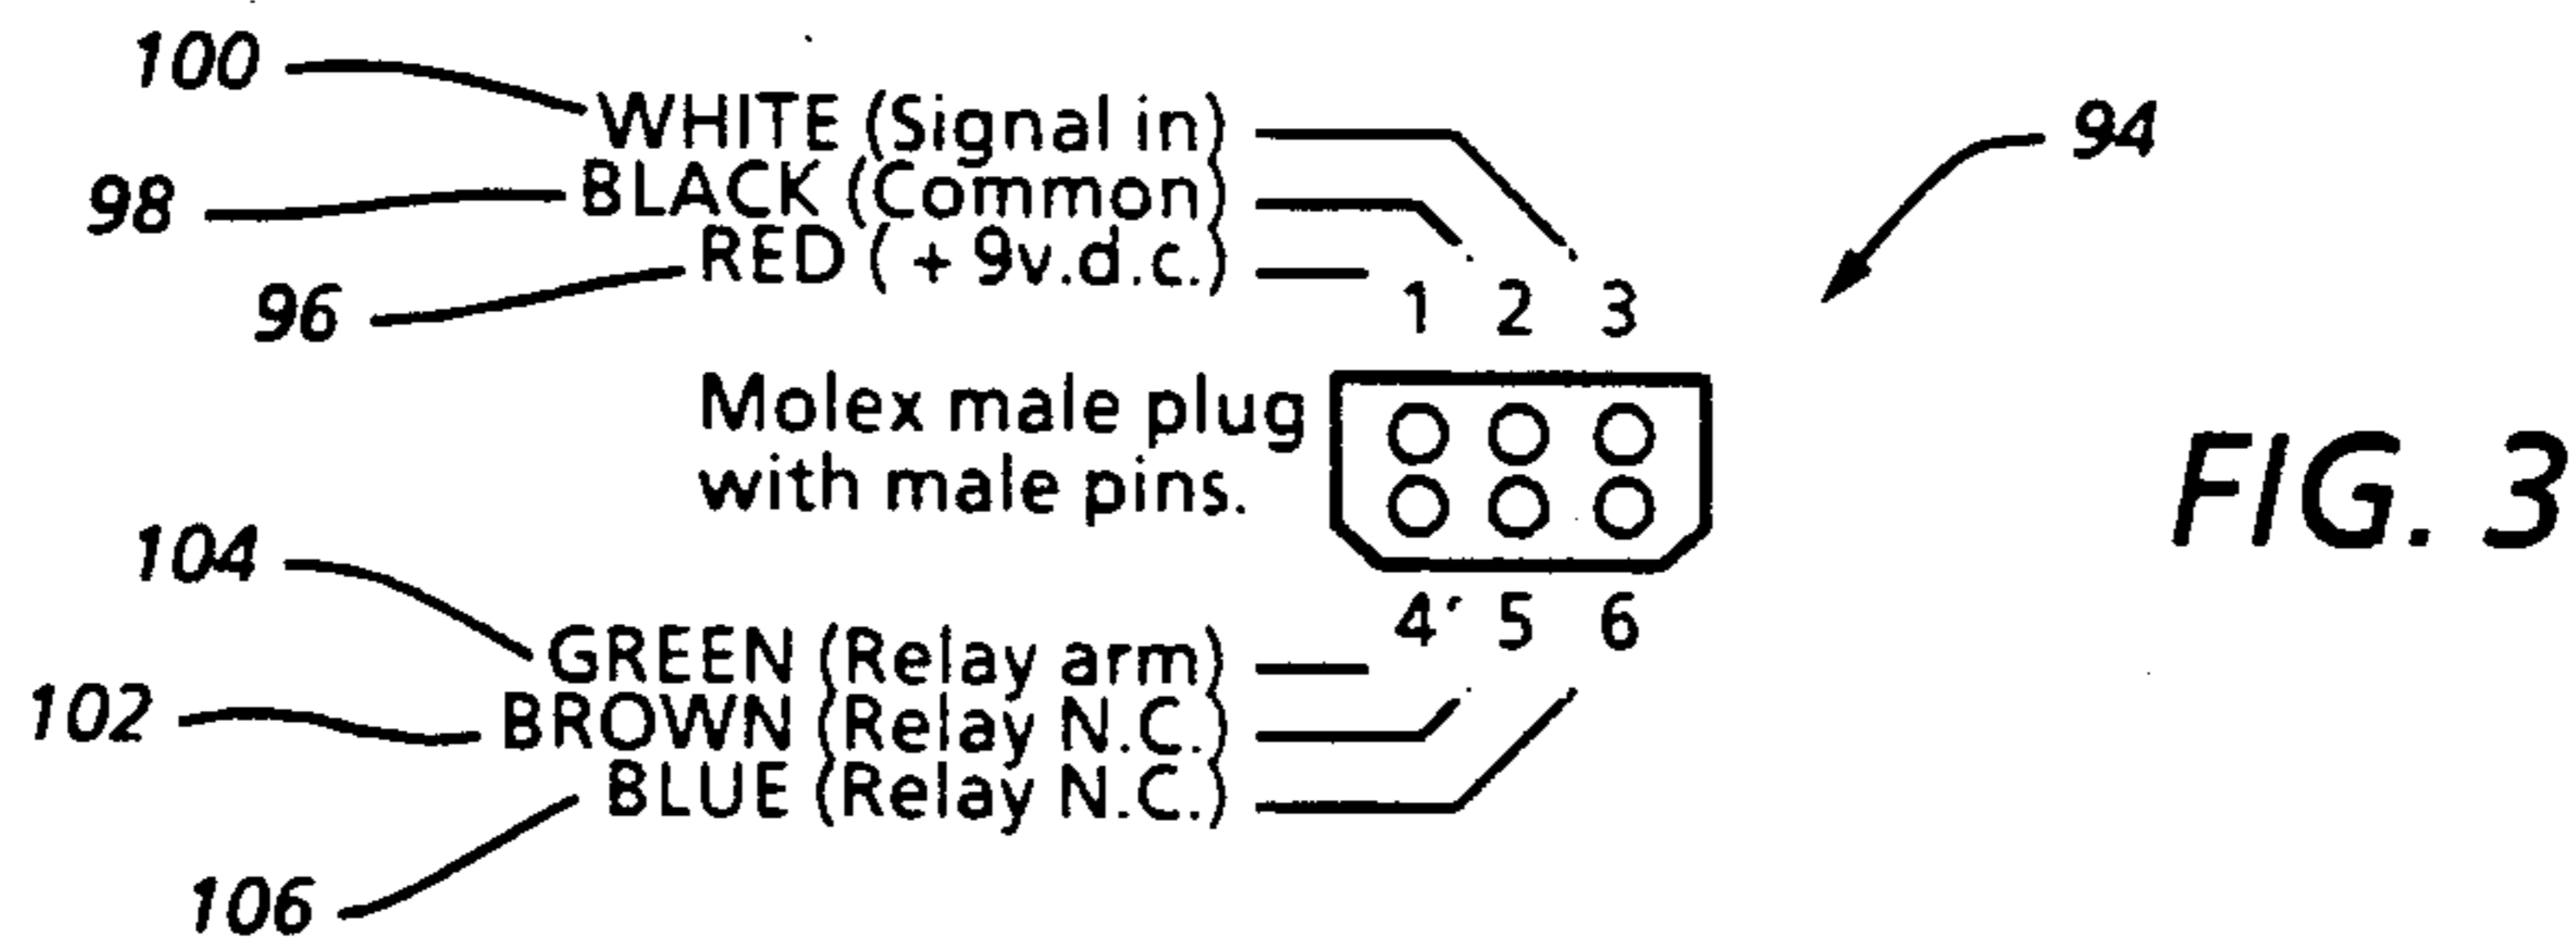 100
WHITE (Signal in)
94
98
BLACK (Common)
RED ( + 9v.d.c.)
96
1 2 3
Molex male plug
with male pins.
FIG. 3
104
4 5 6
GREEN (Relay arm)
102
BROWN (Relay N.C.)
BLUE (Relay N.C.)
106